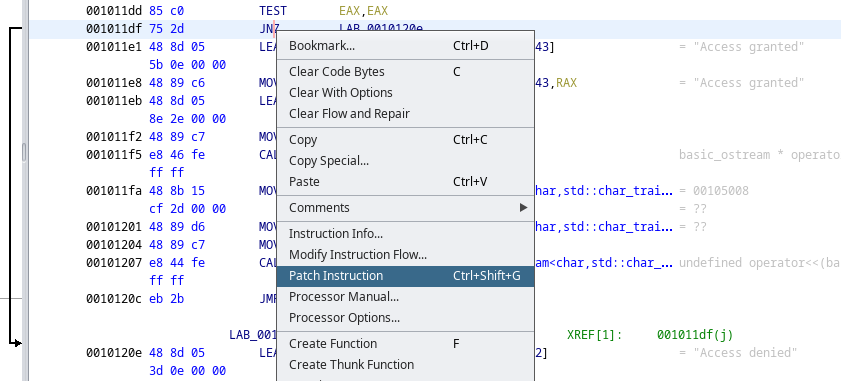 001011dd 85 c0 TEST EAX,EAX
001011df 75 2d JNZ LAB_0010120e
001011e1 48 8d 05 LEA 43] = "Access granted"
5b 0e 00 00
001011e8 48 89 c6 MOV 43,RAX = "Access granted"
001011eb 48 8d 05 LEA
8e 2e 00 00
001011f2 48 89 c7 MOV
001011f5 e8 46 fe CAL basic_ostream * operato
ff ff
001011fa 48 8b 15 MOV har,std::char_trai... = 00105008
cf 2d 00 00 = ??
00101201 48 89 d6 MOV har,std::char_trai... = ??
00101204 48 89 c7 MOV
00101207 e8 44 fe CAL am<char,std::char_... undefined operator<<(ba
ff ff
0010120c eb 2b JMP
LAB_001 XREF[1]: 001011df(j)
0010120e 48 8d 05 LEA 2] = "Access denied"
3d 0e 00 00
Bookmark... Ctrl+D
Clear Code Bytes C
Clear With Options
Clear Flow and Repair
Copy Ctrl+C
Copy Special...
Paste Ctrl+V
Comments
Instruction Info...
Modify Instruction Flow...
Patch Instruction Ctrl+Shift+G
Processor Manual...
Processor Options...
Create Function F
Create Thunk Function